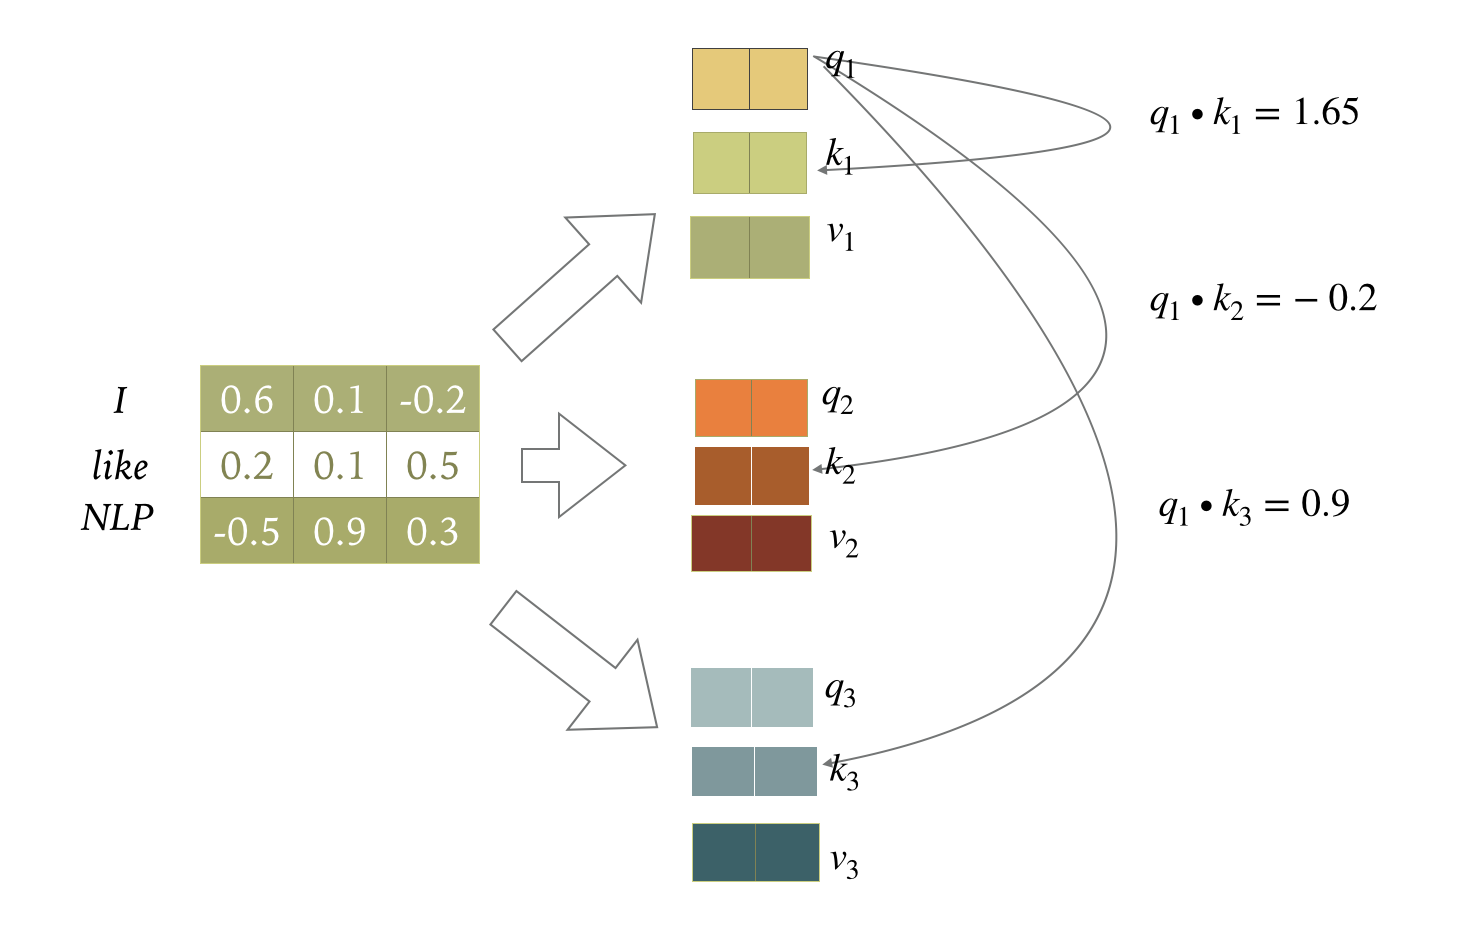 q₁
k₁
v₁
q₁ • k₁ = 1.65
q₁ • k₂ = − 0.2
I 0.6 0.1 -0.2
like 0.2 0.1 0.5
NLP -0.5 0.9 0.3
q₂
k₂
v₂
q₁ • k₃ = 0.9
q₃
k₃
v₃